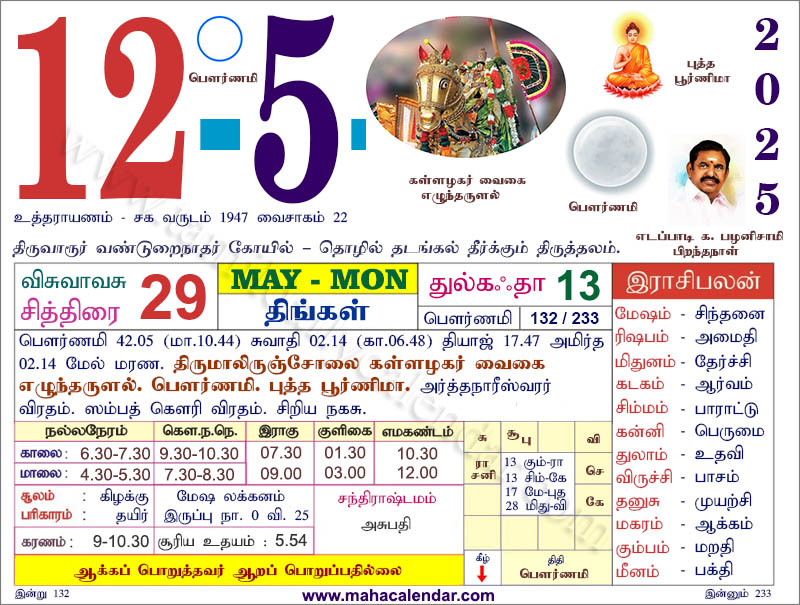 12 - 5 -
2025
பௌர்ணமி
புத்த
பூர்ணிமா
கள்ளழகர் வைகை
எழுந்தருளல்
பௌர்ணமி
எடப்பாடி க. பழனிசாமி
பிறந்தநாள்
உத்தராயணம் - சக வருடம் 1947 வைசாகம் 22
திருவாரூர் வண்டுறைநாதர் கோயில் – தொழில் தடங்கல் தீர்க்கும் திருத்தலம்.
விசுவாவசு
சித்திரை 29
MAY - MON
திங்கள்
துல்கஃதா 13
பௌர்ணமி 132 / 233
பௌர்ணமி 42.05 (மா.10.44) சுவாதி 02.14 (கா.06.48) தியாஜ் 17.47 அமிர்த
02.14 மேல் மரண. திருமாலிருஞ்சோலை கள்ளழகர் வைகை
எழுந்தருளல். பௌர்ணமி. புத்த பூர்ணிமா. அர்த்தநாரீஸ்வரர்
விரதம். ஸம்பத் கௌரி விரதம். சிறிய நகசு.
நல்லநேரம் கௌ.ந.நெ. இராகு குளிகை எமகண்டம்
காலை: 6.30-7.30 9.30-10.30 07.30 01.30 10.30
மாலை: 4.30-5.30 7.30-8.30 09.00 03.00 12.00
சூலம் : கிழக்கு மேஷ லக்கனம்
பரிகாரம் : தயிர் இருப்பு நா. 0 வி. 25
சந்திராஷ்டமம்
அசுபதி
கரணம்: 9-10.30 சூரிய உதயம் : 5.54
ஆக்கப் பொறுத்தவர் ஆறப் பொறுப்பதில்லை
சு சூ பு வி
ரா சனி செ
கே
13 கும்-ரா
13 சிம்-கே
17 மே-புத
28 மிது-வி
கீழ் திதி
பௌர்ணமி
இராசிபலன்
மேஷம் - சிந்தனை
ரிஷபம் - அமைதி
மிதுனம் - தேர்ச்சி
கடகம் - ஆர்வம்
சிம்மம் - பாராட்டு
கன்னி - பெருமை
துலாம் - உதவி
விருச்சி - பாசம்
தனுசு - முயற்சி
மகரம் - ஆக்கம்
கும்பம் - மறதி
மீனம் - பக்தி
இன்று 132
www.mahacalendar.com
இன்னும் 233